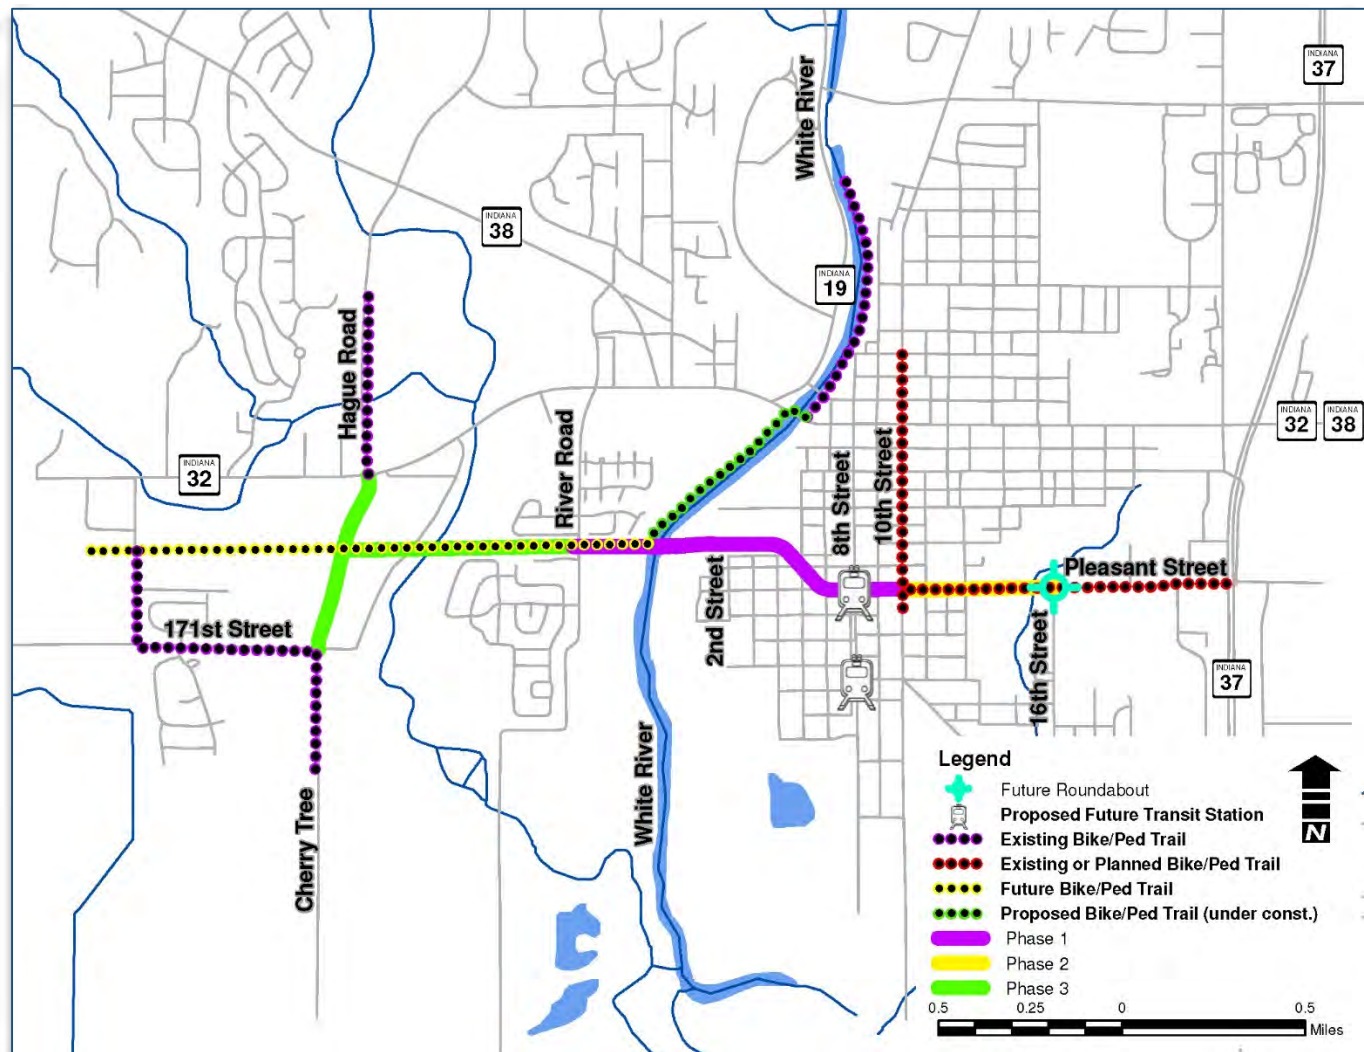 White River
INDIANA
37
INDIANA
38
INDIANA
19
Hague Road
River Road
8th Street
10th Street
INDIANA
32
INDIANA
38
INDIANA
32
2nd Street
Pleasant Street
171st Street
16th Street
INDIANA
37
White River
Cherry Tree
Legend
Future Roundabout
Proposed Future Transit Station
Existing Bike/Ped Trail
Existing or Planned Bike/Ped Trail
Future Bike/Ped Trail
Proposed Bike/Ped Trail (under const.)
Phase 1
Phase 2
Phase 3
N
0.5 0.25 0 0.5
Miles